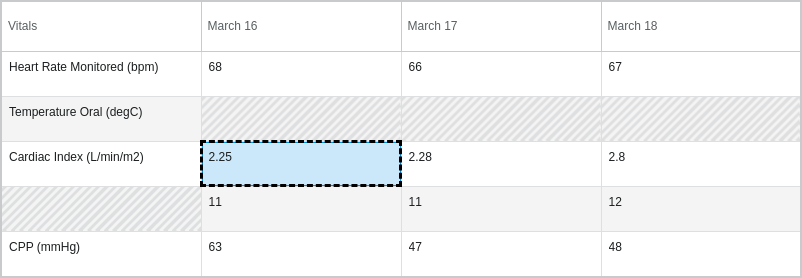 Vitals March 16 March 17 March 18
Heart Rate Monitored (bpm) 68 66 67
Temperature Oral (degC)
Cardiac Index (L/min/m2) 2.25 2.28 2.8
11 11 12
CPP (mmHg) 63 47 48